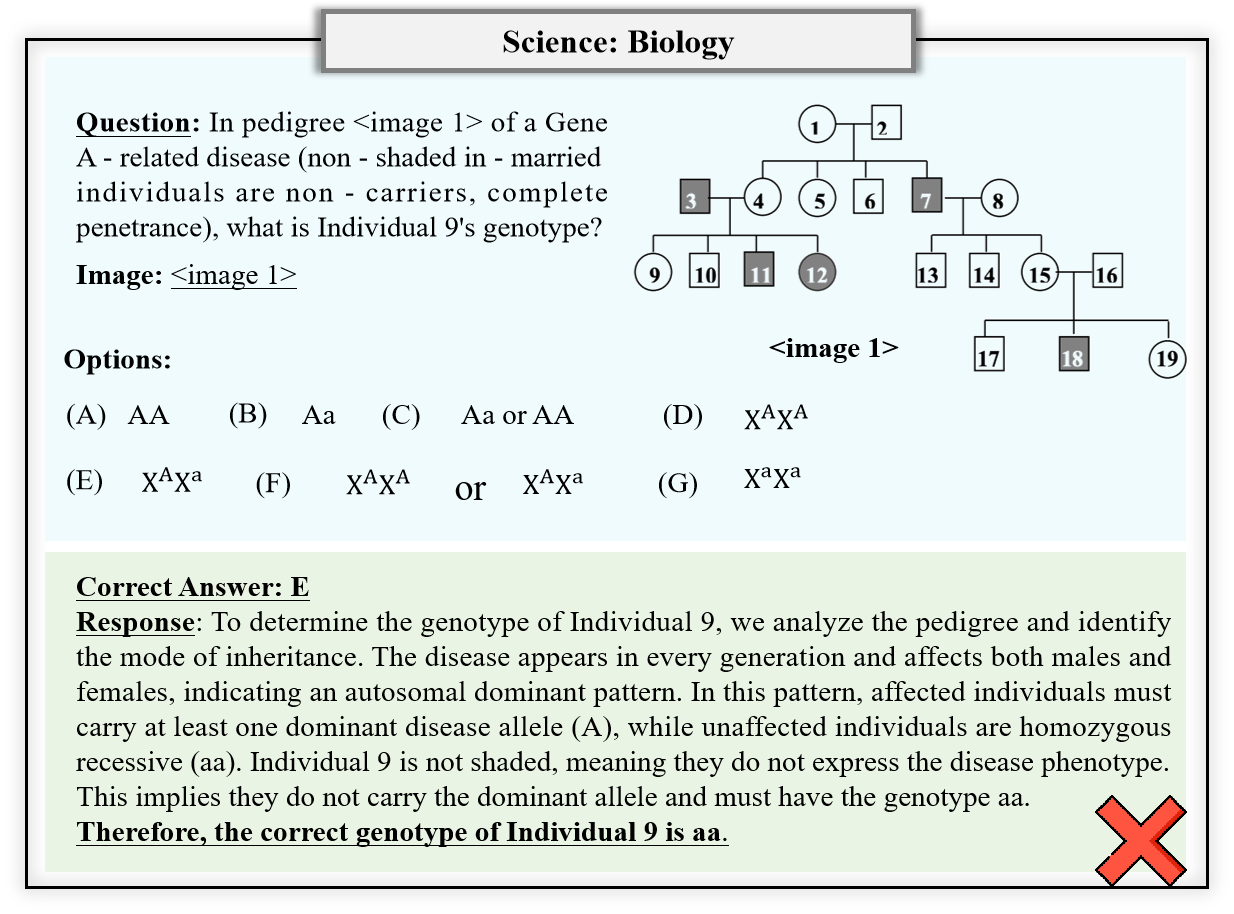 Science: Biology
Question: In pedigree <image 1> of a Gene
A - related disease (non - shaded in - married
individuals are non - carriers, complete
penetrance), what is Individual 9's genotype?
Image: <image 1>
1 2
3 4 5 6 7 8
9 10 11 12 13 14 15 16
17 18 19
<image 1>
Options:
(A) AA (B) Aa (C) Aa or AA (D) XᴬXᴬ
(E) XᴬXᵃ (F) XᴬXᴬ or XᴬXᵃ (G) XᵃXᵃ
Correct Answer: E
Response: To determine the genotype of Individual 9, we analyze the pedigree and identify
the mode of inheritance. The disease appears in every generation and affects both males and
females, indicating an autosomal dominant pattern. In this pattern, affected individuals must
carry at least one dominant disease allele (A), while unaffected individuals are homozygous
recessive (aa). Individual 9 is not shaded, meaning they do not express the disease phenotype.
This implies they do not carry the dominant allele and must have the genotype aa.
Therefore, the correct genotype of Individual 9 is aa.